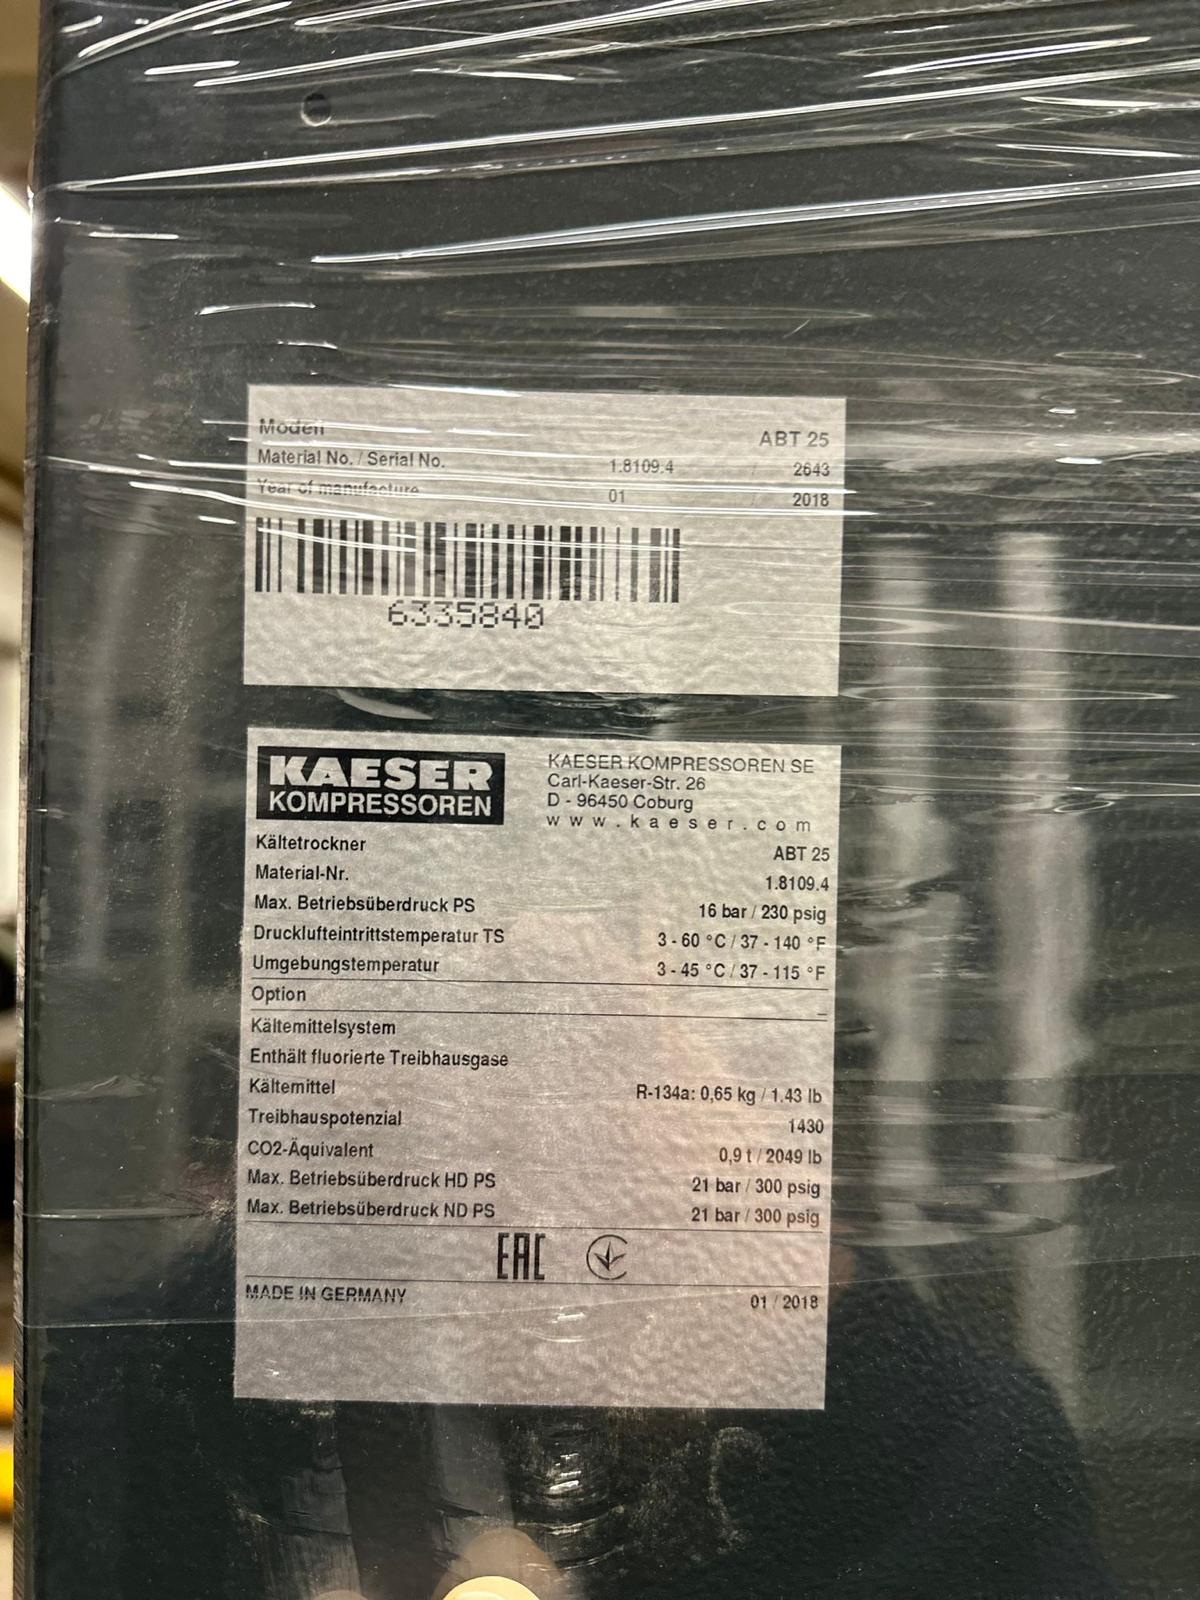 Modell ABT 25
Material No. / Serial No. 1.8109.4 / 2643
Year of manufacture 01 / 2018
6335840
KAESER
KOMPRESSOREN
KAESER KOMPRESSOREN SE
Carl-Kaeser-Str. 26
D - 96450 Coburg
www.kaeser.com
Kältetrockner ABT 25
Material-Nr. 1.8109.4
Max. Betriebsüberdruck PS 16 bar / 230 psig
Drucklufteintrittstemperatur TS 3 - 60 °C / 37 - 140 °F
Umgebungstemperatur 3 - 45 °C / 37 - 115 °F
Option –
Kältemittelsystem
Enthält fluorierte Treibhausgase
Kältemittel R-134a: 0,65 kg / 1.43 lb
Treibhauspotenzial 1430
CO2-Äquivalent 0,9 t / 2049 lb
Max. Betriebsüberdruck HD PS 21 bar / 300 psig
Max. Betriebsüberdruck ND PS 21 bar / 300 psig
EAC
MADE IN GERMANY 01 / 2018